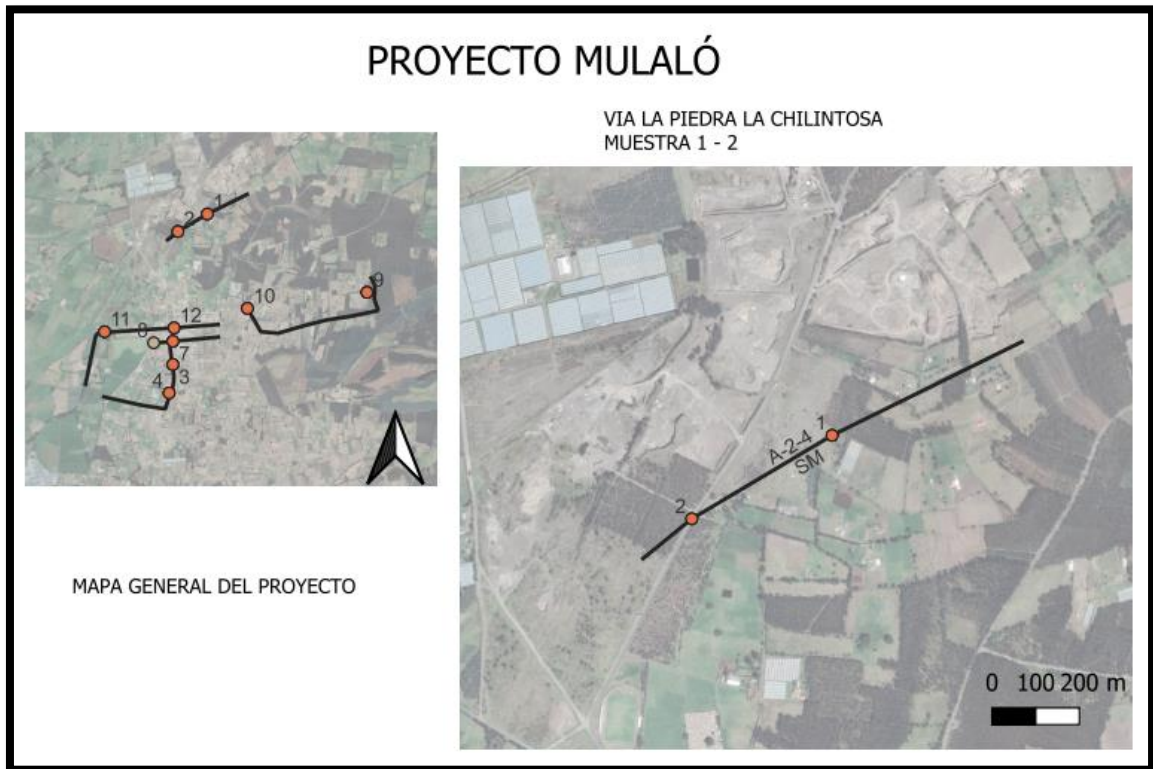 PROYECTO MULALÓ
VIA LA PIEDRA LA CHILINTOSA
MUESTRA 1 - 2
1
2
9
10
12
11
8
7
3
4
1
A-2-4
SM
2
MAPA GENERAL DEL PROYECTO
0 100 200 m